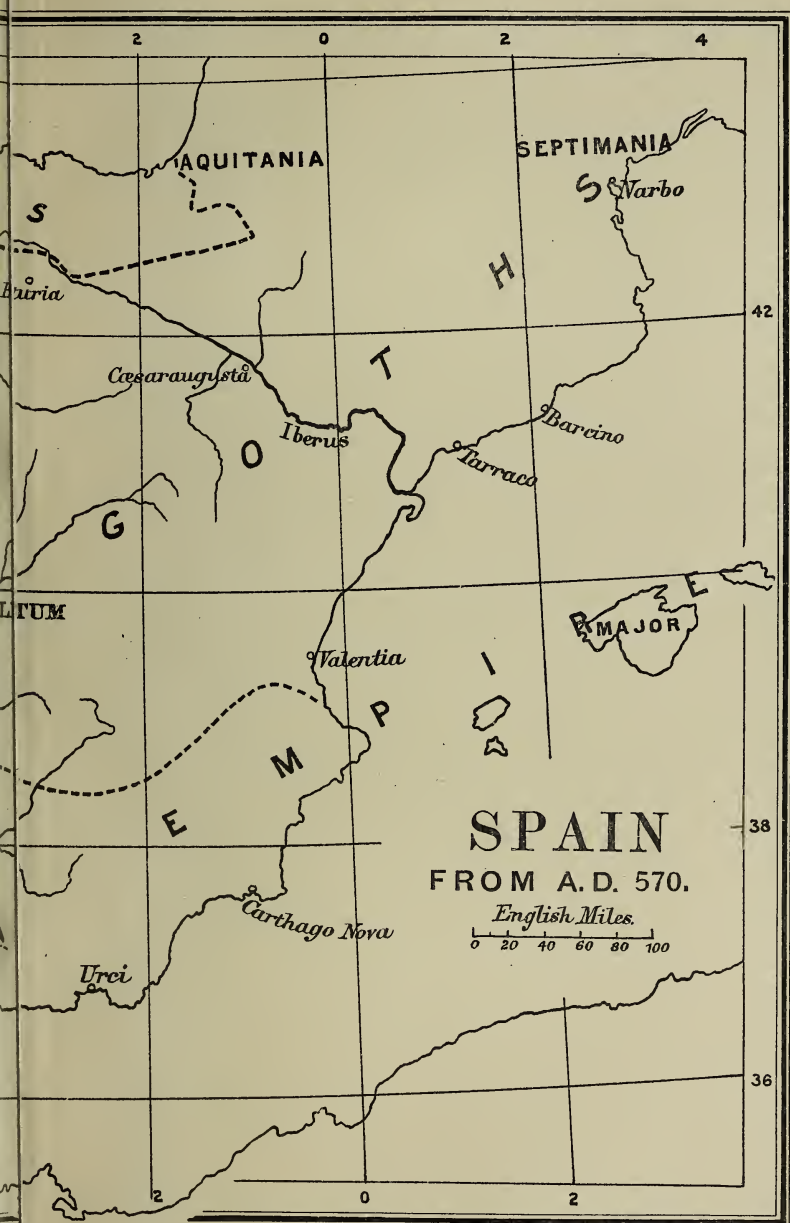 2 0 2 4
AQUITANIA
SEPTIMANIA
S
S
Narbo
H
42
T
Cæsaraugusta
Iberus
O
Barcino
Tarraco
G
LTUM
E
R
MAJOR
I
Valentia
P
M
E
SPAIN
38
FROM A.D. 570.
English Miles.
0 20 40 60 80 100
Carthago Nova
Urci
36
2 0 2